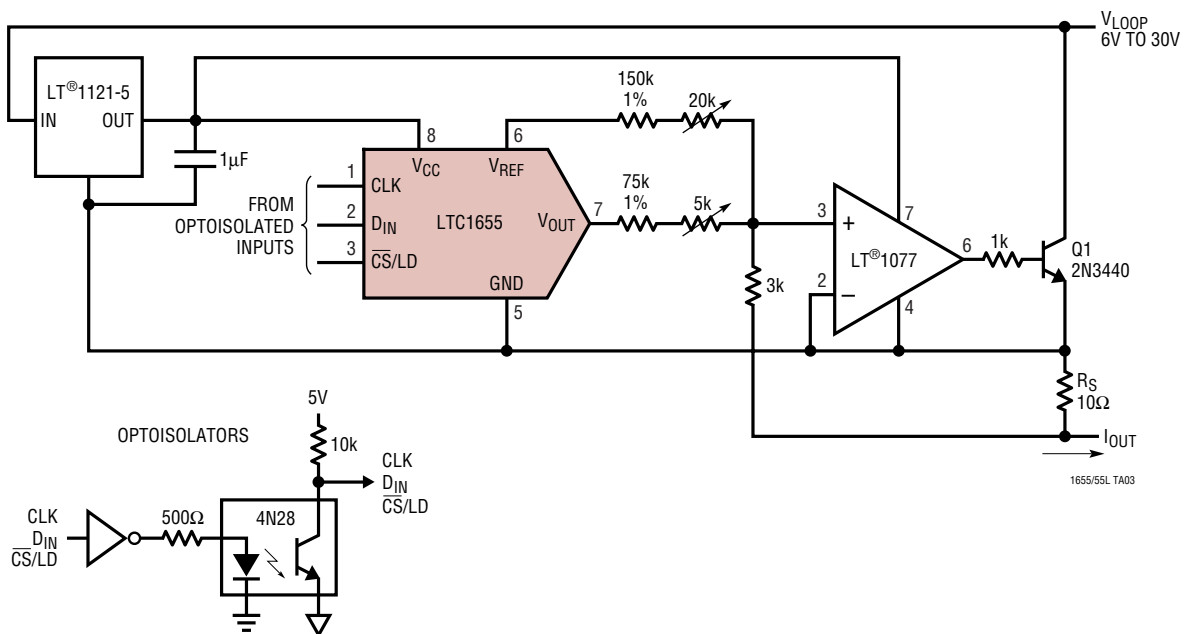 V_LOOP
6V TO 30V
LT®1121-5
IN
OUT
1µF
150k
1%
20k
8
6
V_CC
V_REF
1
CLK
FROM
OPTOISOLATED
INPUTS
2
D_IN
LTC1655
V_OUT
7
75k
1%
5k
3
C̅S̅/LD
GND
5
3
+
7
LT®1077
6
1k
Q1
2N3440
2
–
4
3k
R_S
10Ω
I_OUT
1655/55L TA03
5V
OPTOISOLATORS
10k
CLK
D_IN
C̅S̅/LD
4N28
500Ω
CLK
D_IN
C̅S̅/LD